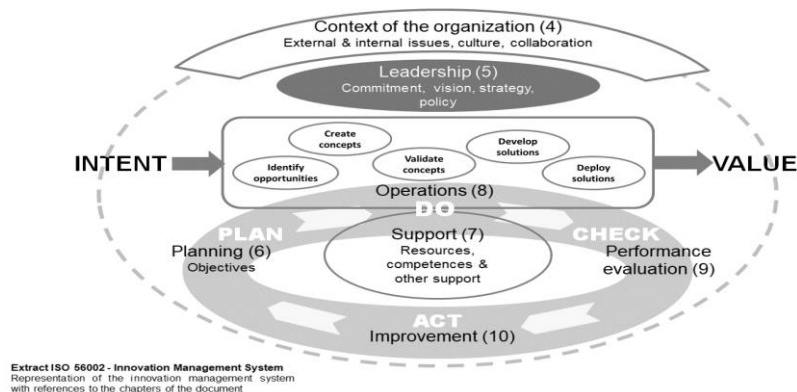 Context of the organization (4)
External & internal issues, culture, collaboration
Leadership (5)
Commitment, vision, strategy,
policy
INTENT
Identify
opportunities
Create
concepts
Validate
concepts
Develop
solutions
Deploy
solutions
VALUE
Operations (8)
DO
PLAN
Planning (6)
Objectives
Support (7)
Resources,
competences &
other support
CHECK
Performance
evaluation (9)
ACT
Improvement (10)
Extract ISO 56002 - Innovation Management System
Representation of the innovation management system
with references to the chapters of the document